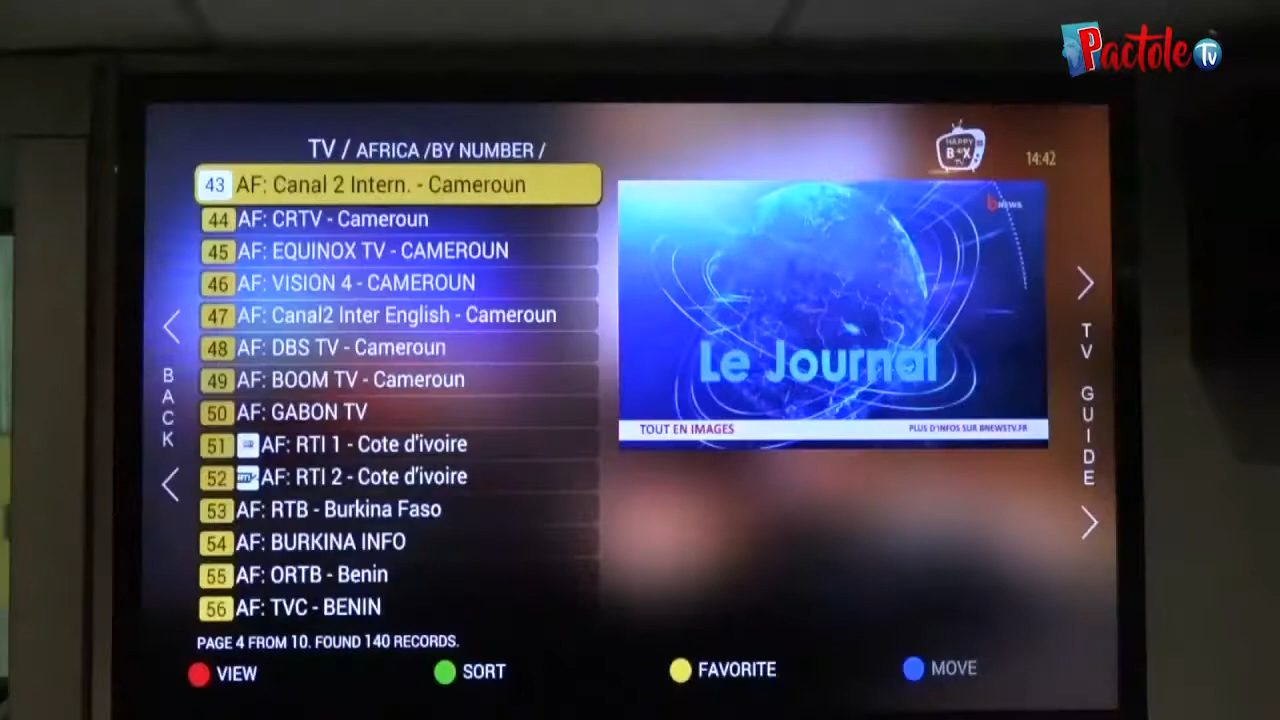 Pactole Tv
TV / AFRICA /BY NUMBER /
HAPPY
BOX
TV
14:42
43 AF: Canal 2 Intern. - Cameroun
44 AF: CRTV - Cameroun
45 AF: EQUINOX TV - CAMEROUN
46 AF: VISION 4 - CAMEROUN
47 AF: Canal2 Inter English - Cameroun
48 AF: DBS TV - Cameroun
49 AF: BOOM TV - Cameroun
50 AF: GABON TV
51 AF: RTI 1 - Cote d'ivoire
52 AF: RTI 2 - Cote d'ivoire
53 AF: RTB - Burkina Faso
54 AF: BURKINA INFO
55 AF: ORTB - Benin
56 AF: TVC - BENIN
PAGE 4 FROM 10. FOUND 140 RECORDS.
VIEW
SORT
FAVORITE
MOVE
BACK
bNEWS
Le Journal
TOUT EN IMAGES
PLUS D'INFOS SUR BNEWSTV.FR
TV GUIDE